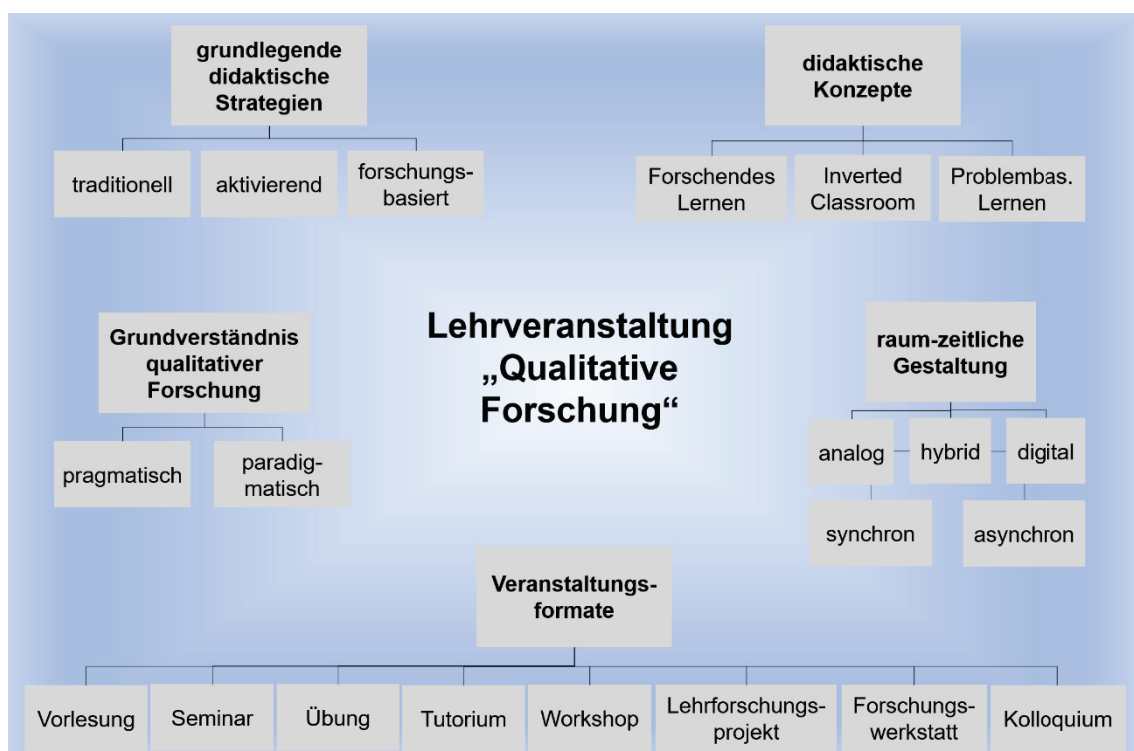 grundlegende
didaktische
Strategien
traditionell
aktivierend
forschungs-
basiert
didaktische
Konzepte
Forschendes
Lernen
Inverted
Classroom
Problembas.
Lernen
Grundverständnis
qualitativer
Forschung
pragmatisch
paradig-
matisch
Lehrveranstaltung
„Qualitative
Forschung“
raum-zeitliche
Gestaltung
analog
hybrid
digital
synchron
asynchron
Veranstaltungs-
formate
Vorlesung
Seminar
Übung
Tutorium
Workshop
Lehrforschungs-
projekt
Forschungs-
werkstatt
Kolloquium